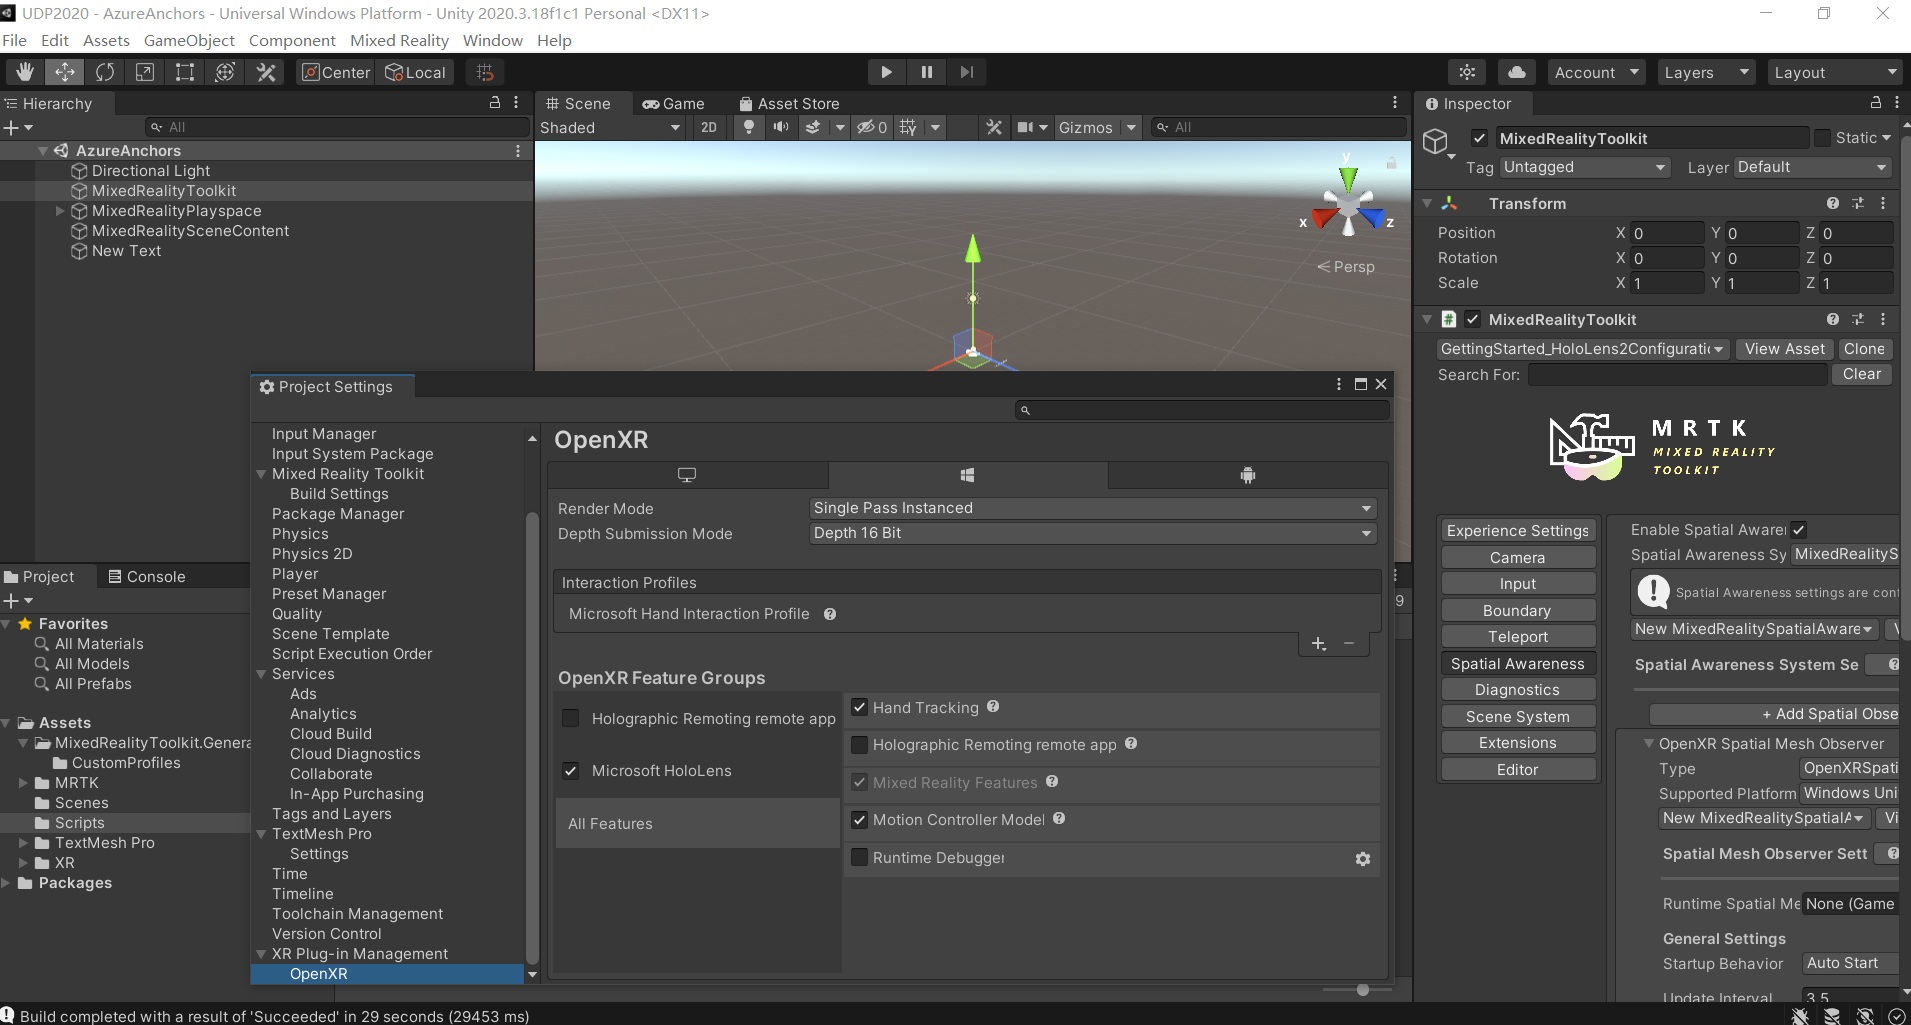 UDP2020 - AzureAnchors - Universal Windows Platform - Unity 2020.3.18f1c1 Personal <DX11>
File Edit Assets GameObject Component Mixed Reality Window Help
Center Local Account Layers Layout
Hierarchy
All
AzureAnchors
Directional Light
MixedRealityToolkit
MixedRealityPlayspace
MixedRealitySceneContent
New Text
Scene Game Asset Store
Shaded 2D 0 Gizmos All
y
x z
Persp
Inspector
MixedRealityToolkit Static
Tag Untagged Layer Default
Transform
Position X 0 Y 0 Z 0
Rotation X 0 Y 0 Z 0
Scale X 1 Y 1 Z 1
MixedRealityToolkit
GettingStarted_HoloLens2Configurati View Asset Clone
Search For: Clear
MRTK
MIXED REALITY
TOOLKIT
Experience Settings
Camera
Input
Boundary
Teleport
Spatial Awareness
Diagnostics
Scene System
Extensions
Editor
Enable Spatial Awarei
Spatial Awareness Sy MixedRealityS
Spatial Awareness settings are conf
New MixedRealitySpatialAware V
Spatial Awareness System Se
+ Add Spatial Obse
OpenXR Spatial Mesh Observer
Type OpenXRSpati
Supported Platform Windows Uni
New MixedRealitySpatialA Vi
Spatial Mesh Observer Sett
Runtime Spatial Me None (Game
General Settings
Startup Behavior Auto Start
Update Interval 3.5
Project Console
Favorites
All Materials
All Models
All Prefabs
Assets
MixedRealityToolkit.Genera
CustomProfiles
MRTK
Scenes
Scripts
TextMesh Pro
XR
Packages
9
Project Settings
Input Manager
Input System Package
Mixed Reality Toolkit
Build Settings
Package Manager
Physics
Physics 2D
Player
Preset Manager
Quality
Scene Template
Script Execution Order
Services
Ads
Analytics
Cloud Build
Cloud Diagnostics
Collaborate
In-App Purchasing
Tags and Layers
TextMesh Pro
Settings
Time
Timeline
Toolchain Management
Version Control
XR Plug-in Management
OpenXR
OpenXR
Render Mode Single Pass Instanced
Depth Submission Mode Depth 16 Bit
Interaction Profiles
Microsoft Hand Interaction Profile
OpenXR Feature Groups
Holographic Remoting remote app
Microsoft HoloLens
All Features
Hand Tracking
Holographic Remoting remote app
Mixed Reality Features
Motion Controller Model
Runtime Debugger
Build completed with a result of 'Succeeded' in 29 seconds (29453 ms)